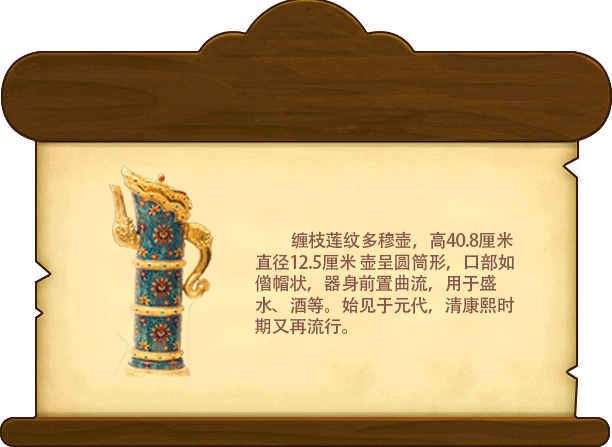 缠枝莲纹多穆壶，高40.8厘米
直径12.5厘米 壶呈圆筒形，口部如
僧帽状，器身前置曲流，用于盛
水、酒等。始见于元代，清康熙时
期又再流行。